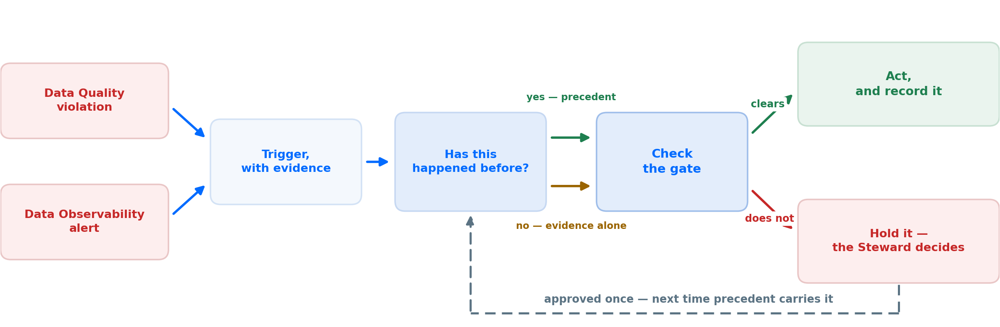 Data Quality
violation
Data Observability
alert
Trigger,
with evidence
Has this
happened before?
yes — precedent
no — evidence alone
Check
the gate
clears
does not
Act,
and record it
Hold it —
the Steward decides
approved once — next time precedent carries it